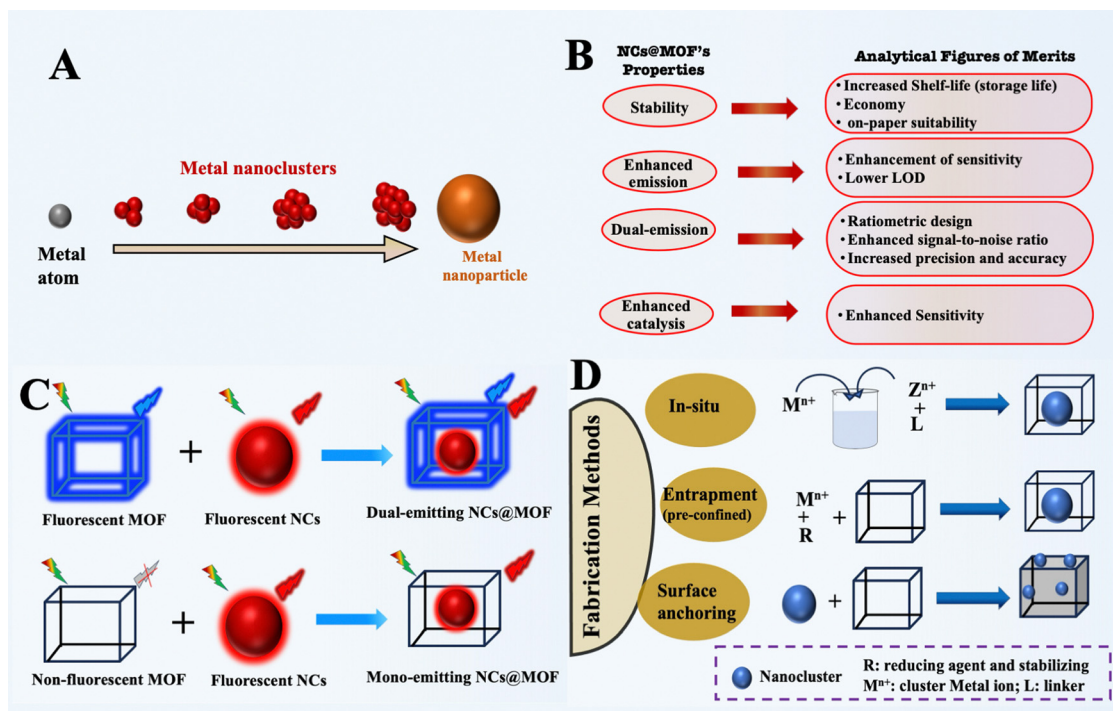 A
Metal nanoclusters
Metal
atom
Metal
nanoparticle
B
NCs@MOF's
Properties
Analytical Figures of Merits
Stability
• Increased Shelf-life (storage life)
• Economy
• on-paper suitability
Enhanced
emission
• Enhancement of sensitivity
• Lower LOD
Dual-emission
• Ratiometric design
• Enhanced signal-to-noise ratio
• Increased precision and accuracy
Enhanced
catalysis
• Enhanced Sensitivity
C
+
Fluorescent MOF
Fluorescent NCs
Dual-emitting NCs@MOF
+
Non-fluorescent MOF
Fluorescent NCs
Mono-emitting NCs@MOF
D
Fabrication Methods
In-situ
Mⁿ⁺
Zⁿ⁺
+
L
Entrapment
(pre-confined)
Mⁿ⁺
+
R
+
Surface
anchoring
+
Nanocluster
R: reducing agent and stabilizing
Mⁿ⁺: cluster Metal ion; L: linker